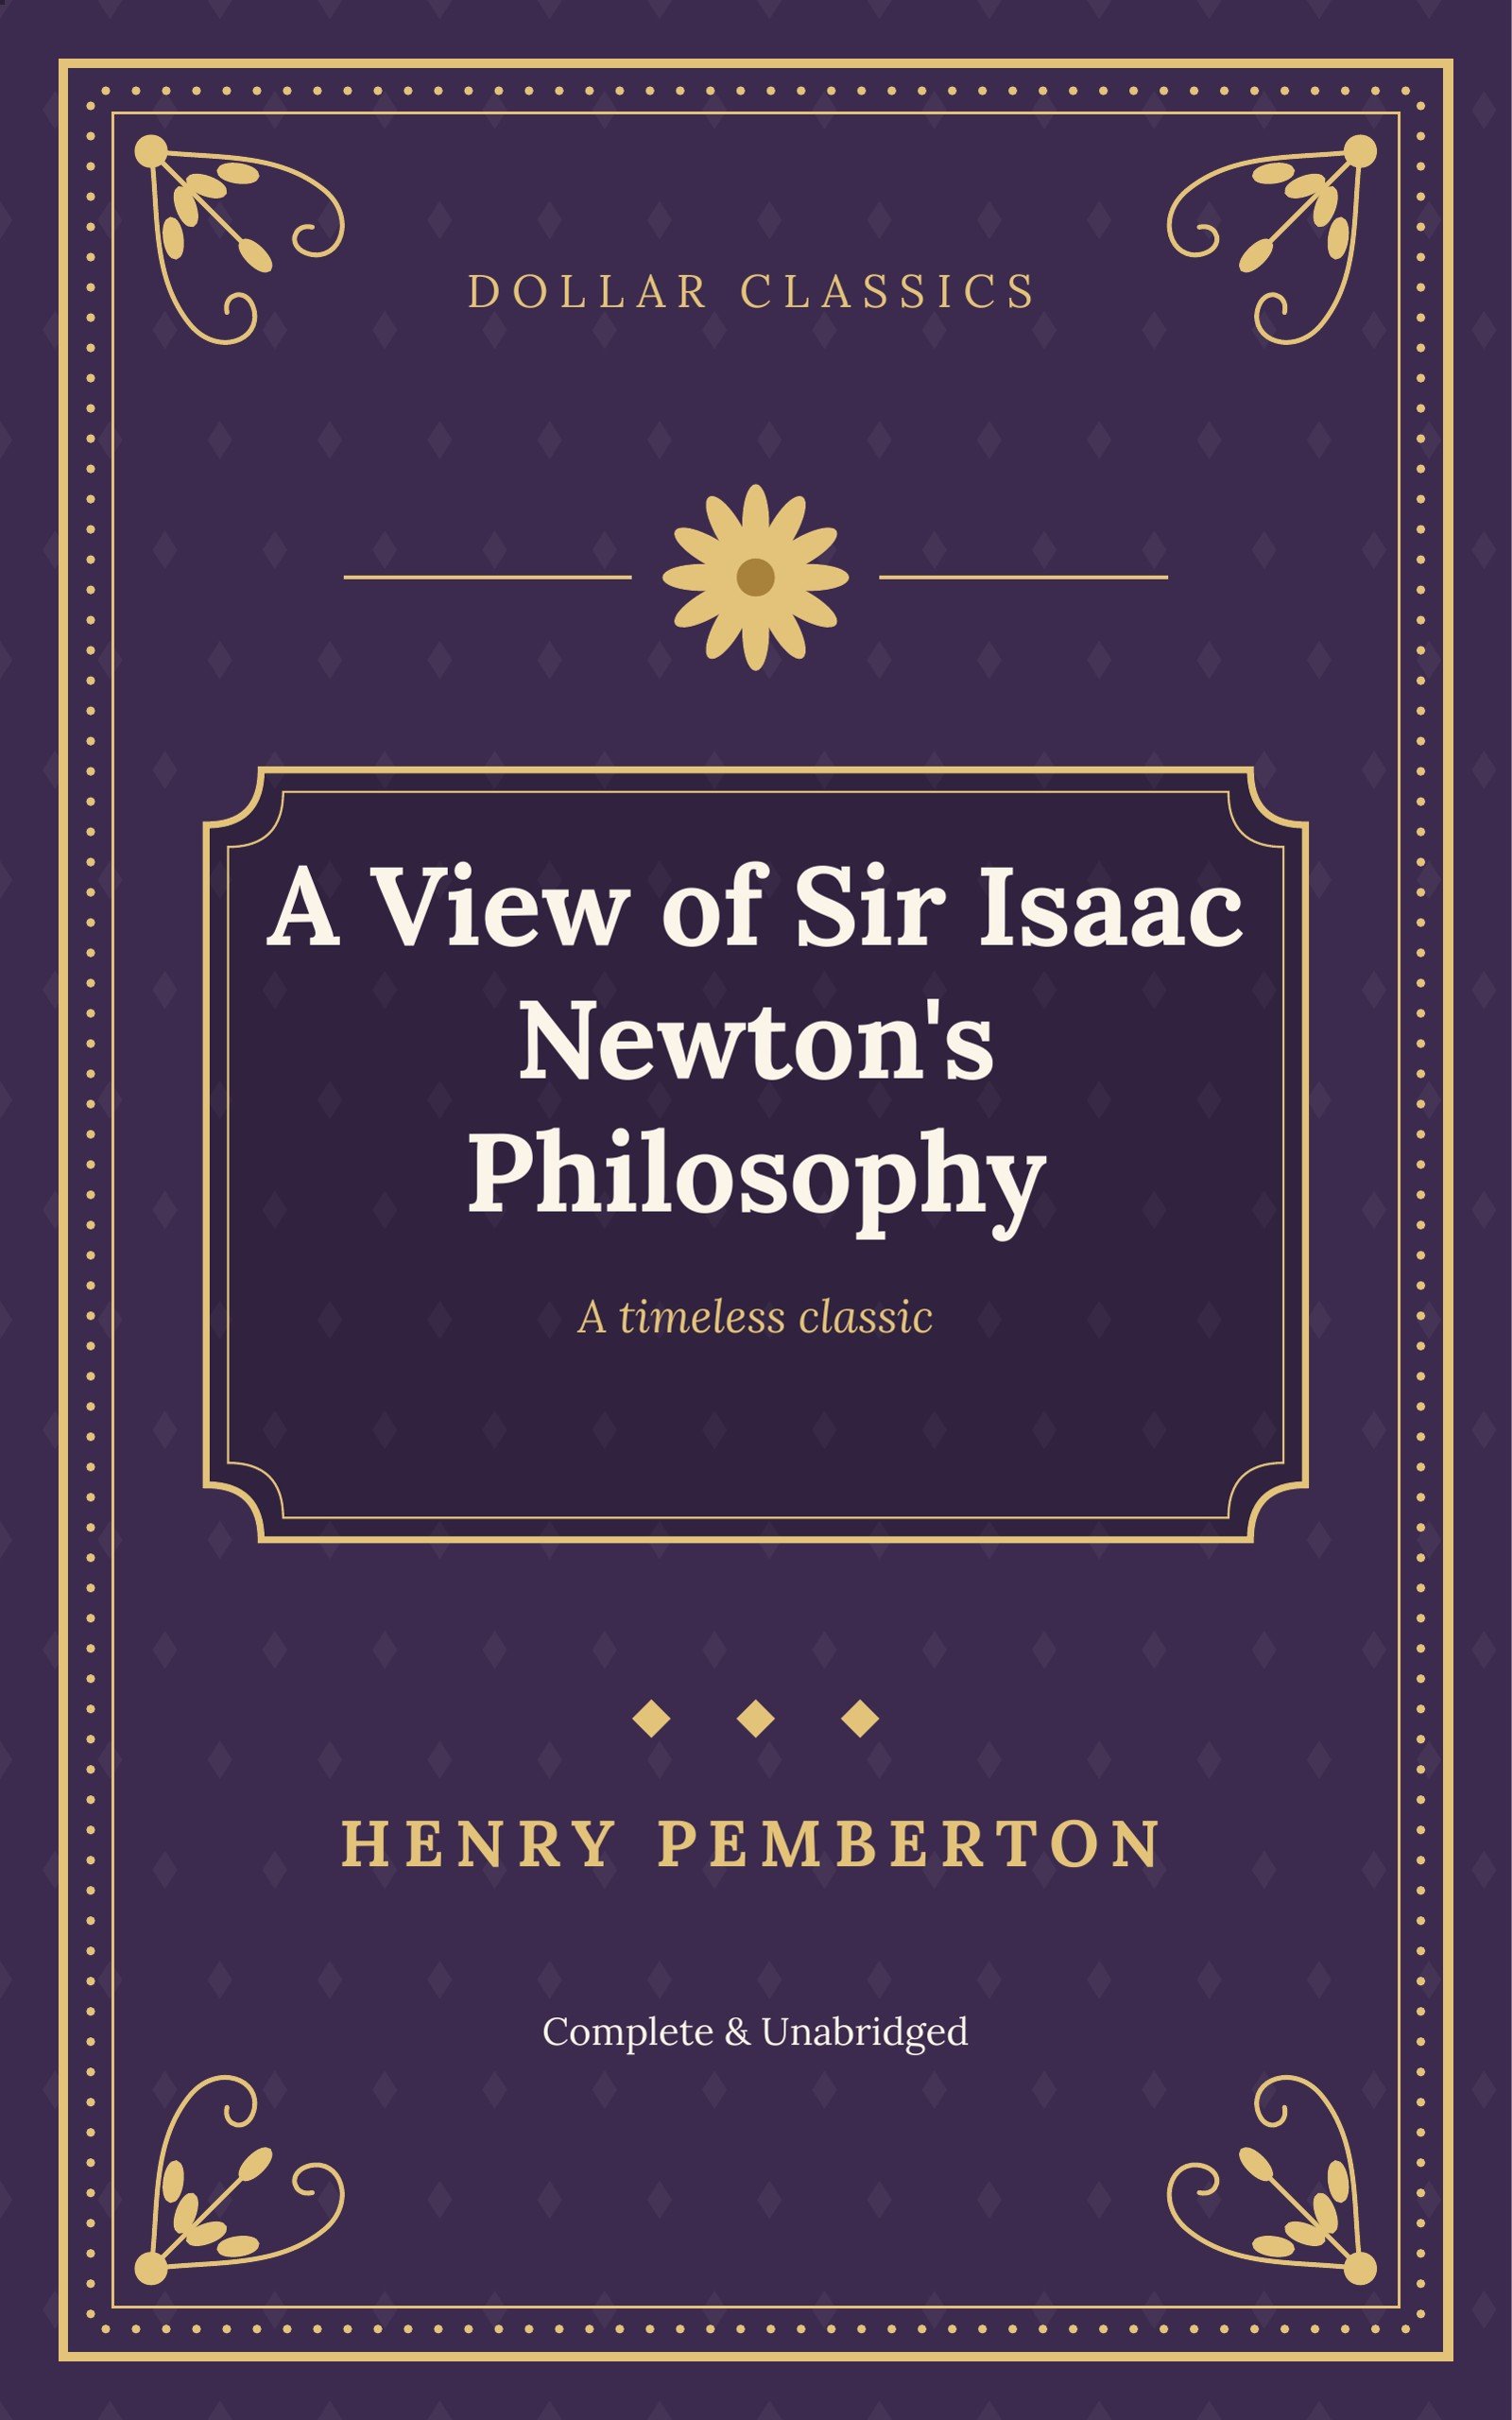 DOLLAR CLASSICS
A View of Sir Isaac
Newton's
Philosophy
A timeless classic
HENRY PEMBERTON
Complete & Unabridged